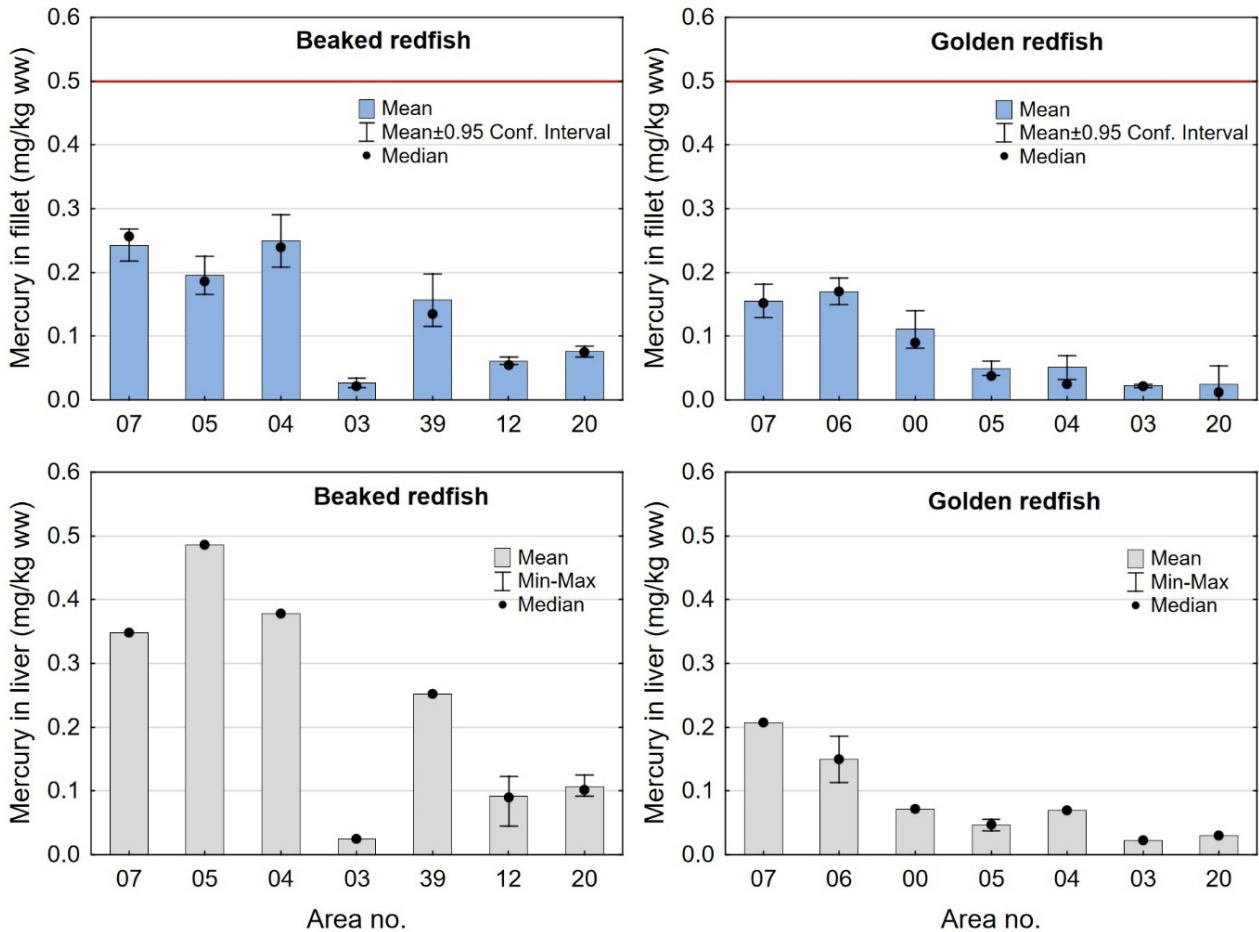 Beaked redfish
Mercury in fillet (mg/kg ww)
0.6
0.5
0.4
0.3
0.2
0.1
0.0
Mean
Mean±0.95 Conf. Interval
Median
07 05 04 03 39 12 20
Golden redfish
Mercury in fillet (mg/kg ww)
0.6
0.5
0.4
0.3
0.2
0.1
0.0
Mean
Mean±0.95 Conf. Interval
Median
07 06 00 05 04 03 20
Beaked redfish
Mercury in liver (mg/kg ww)
0.6
0.5
0.4
0.3
0.2
0.1
0.0
Mean
Min-Max
Median
07 05 04 03 39 12 20
Area no.
Golden redfish
Mercury in liver (mg/kg ww)
0.6
0.5
0.4
0.3
0.2
0.1
0.0
Mean
Min-Max
Median
07 06 00 05 04 03 20
Area no.